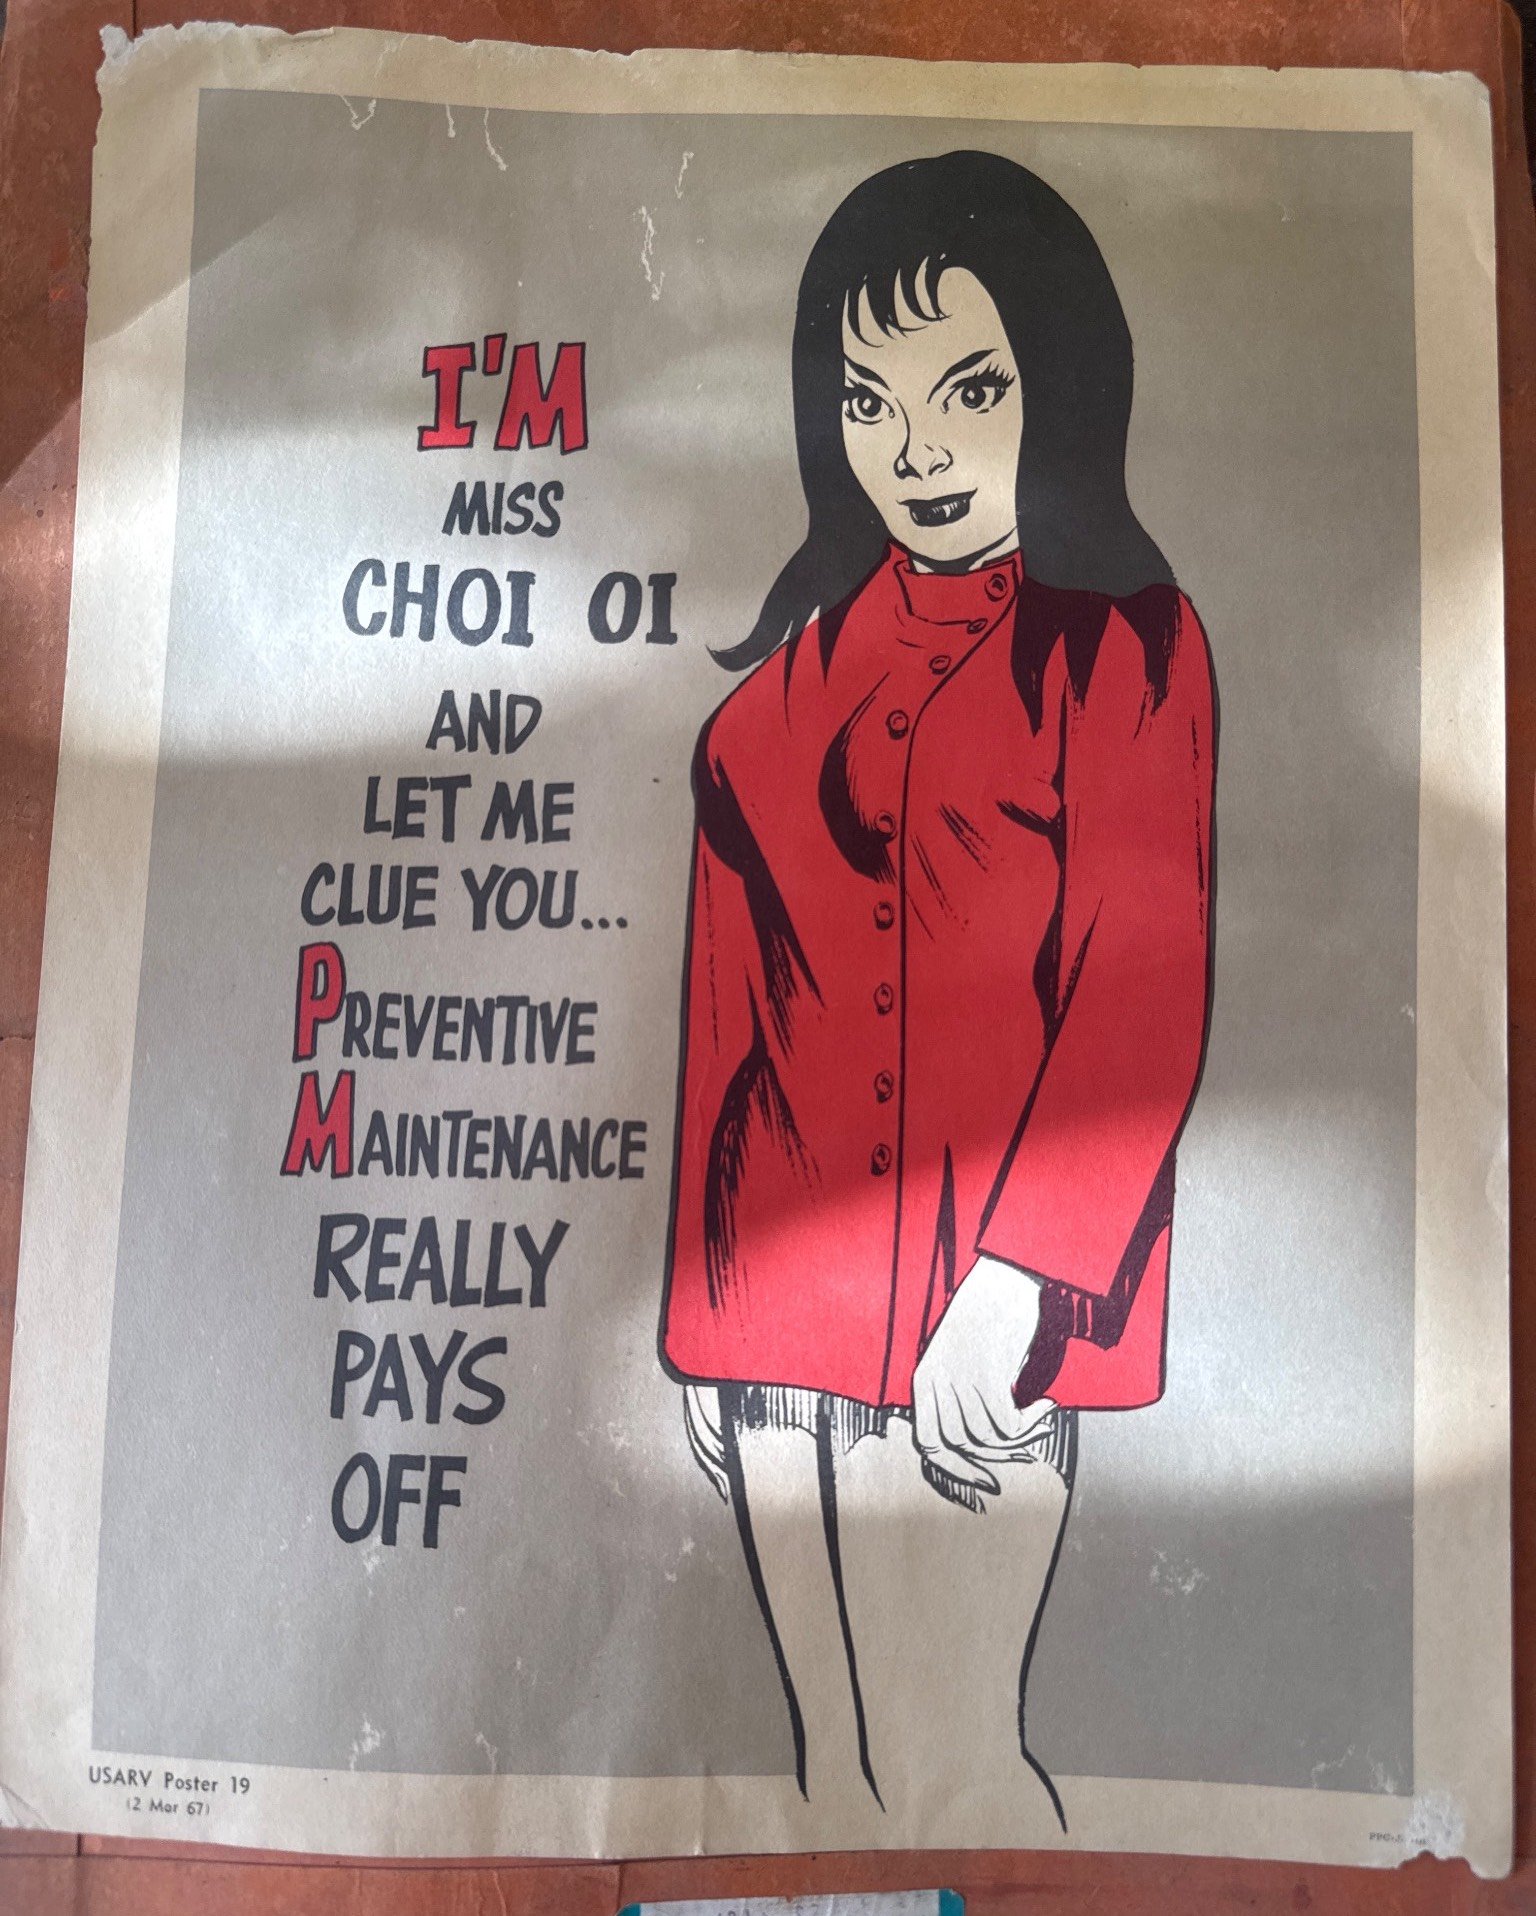 I'M
MISS
CHOI OI
AND
LET ME
CLUE YOU...
PREVENTIVE
MAINTENANCE
REALLY
PAYS
OFF
USARV Poster 19
(2 Mar 67)